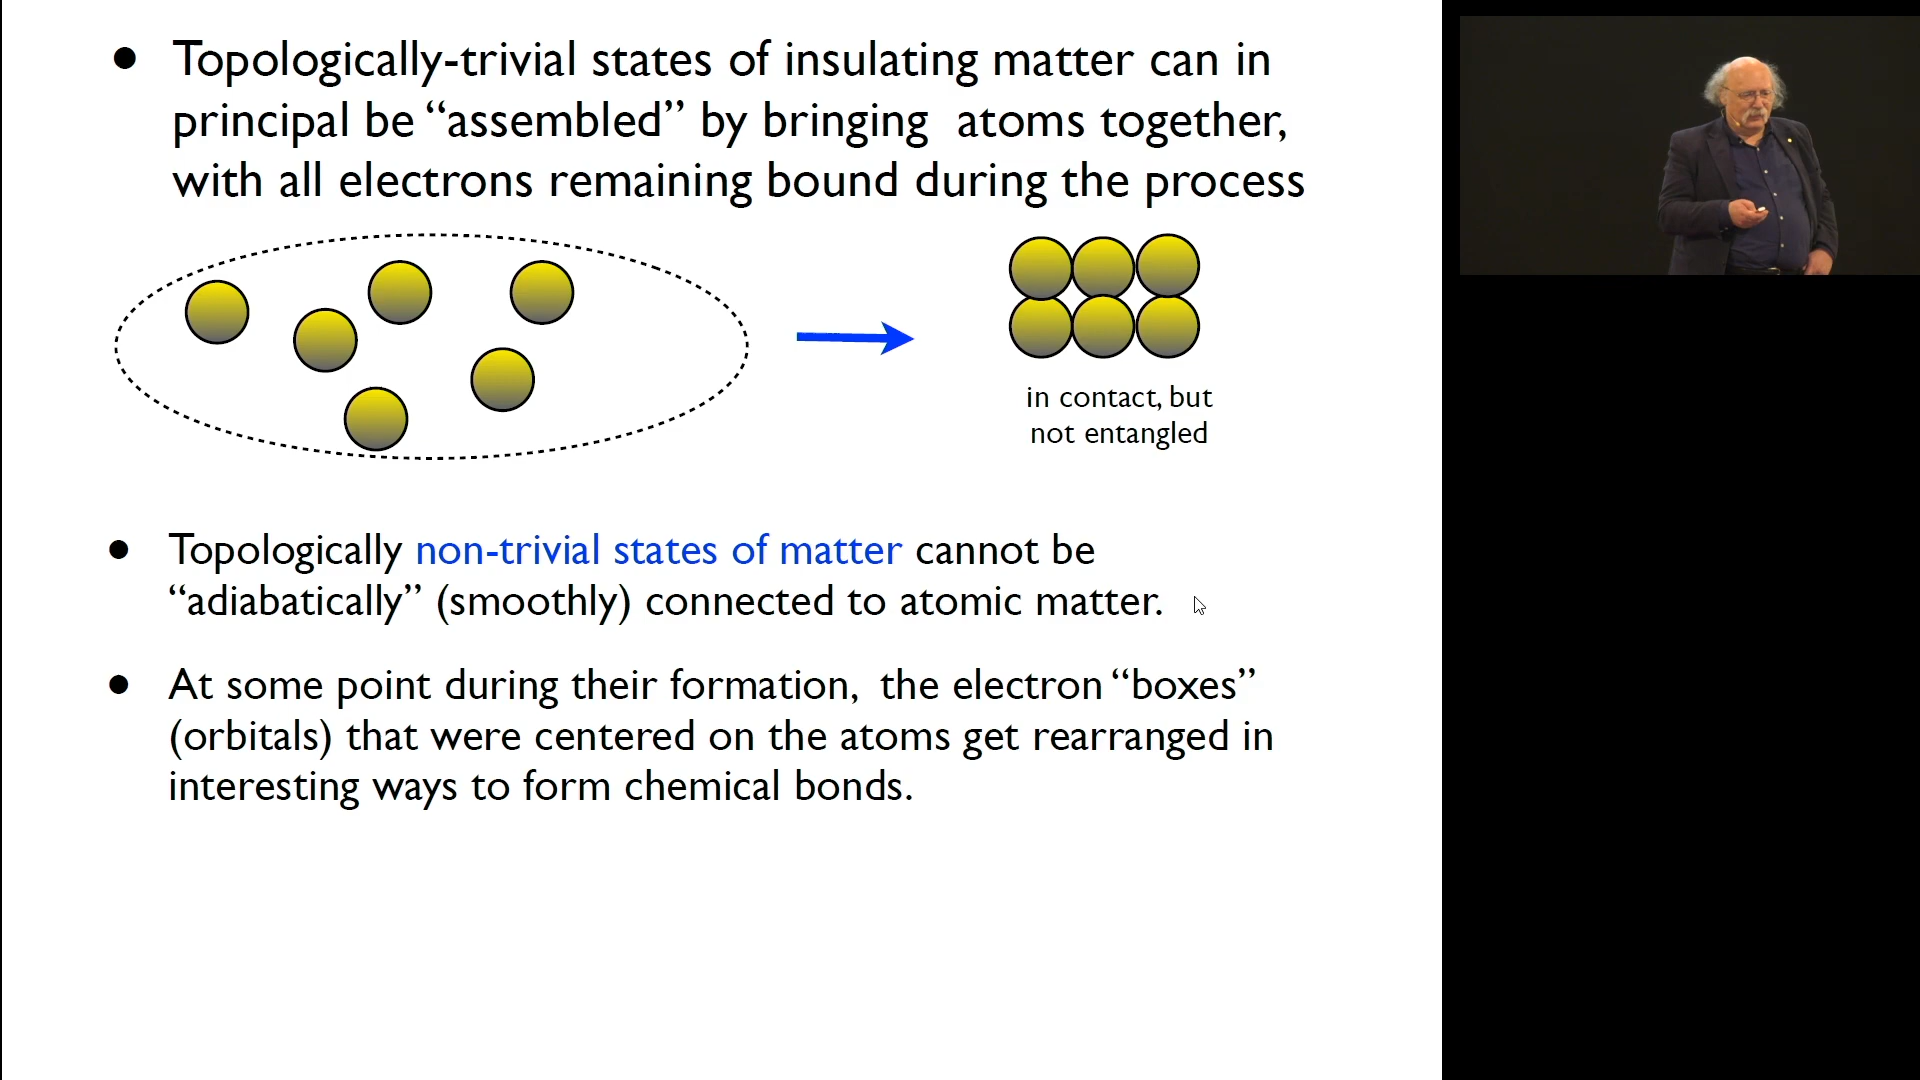 • Topologically-trivial states of insulating matter can in
principal be “assembled” by bringing atoms together,
with all electrons remaining bound during the process
in contact, but
not entangled
• Topologically non-trivial states of matter cannot be
“adiabatically” (smoothly) connected to atomic matter.
• At some point during their formation, the electron “boxes”
(orbitals) that were centered on the atoms get rearranged in
interesting ways to form chemical bonds.